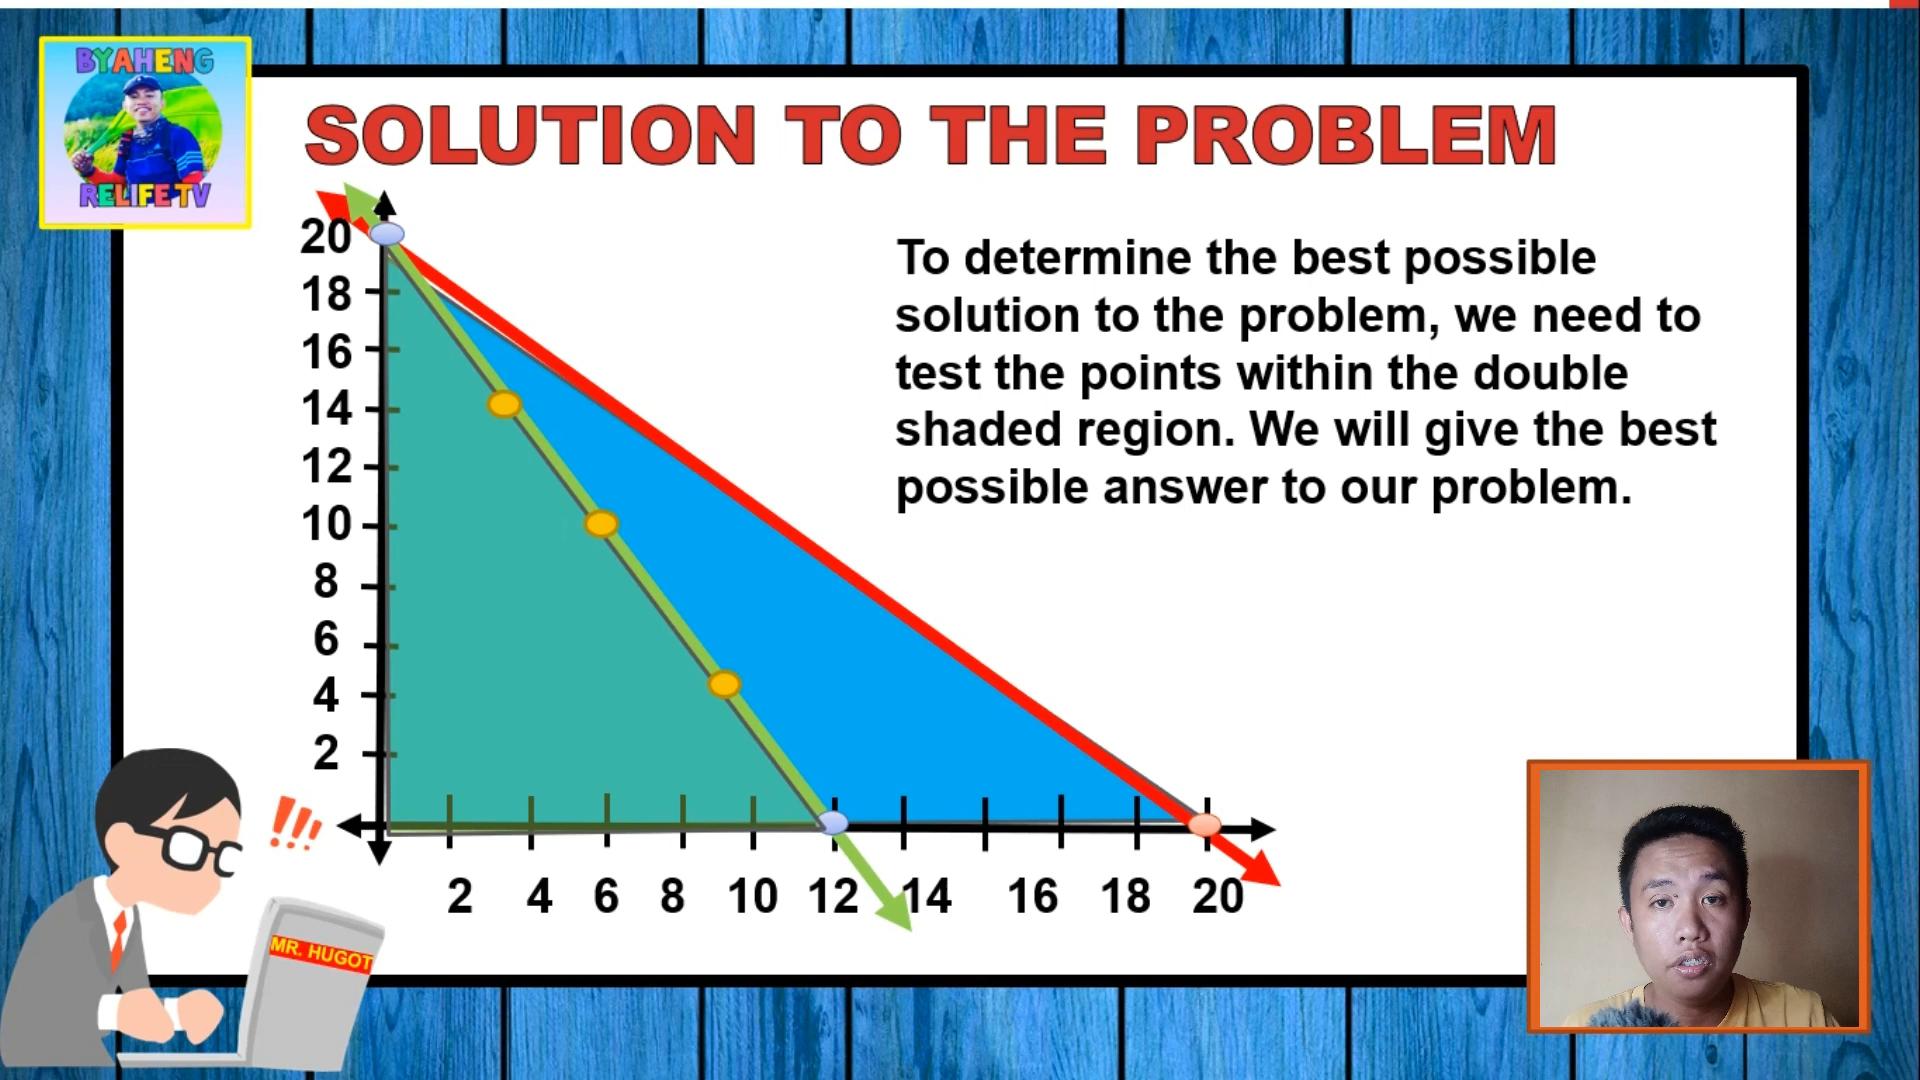 BYAHENG
RELIFE TV
SOLUTION TO THE PROBLEM
20
18
16
14
12
10
8
6
4
2
2 4 6 8 10 12 14 16 18 20
To determine the best possible
solution to the problem, we need to
test the points within the double
shaded region. We will give the best
possible answer to our problem.
!!!
MR. HUGOT